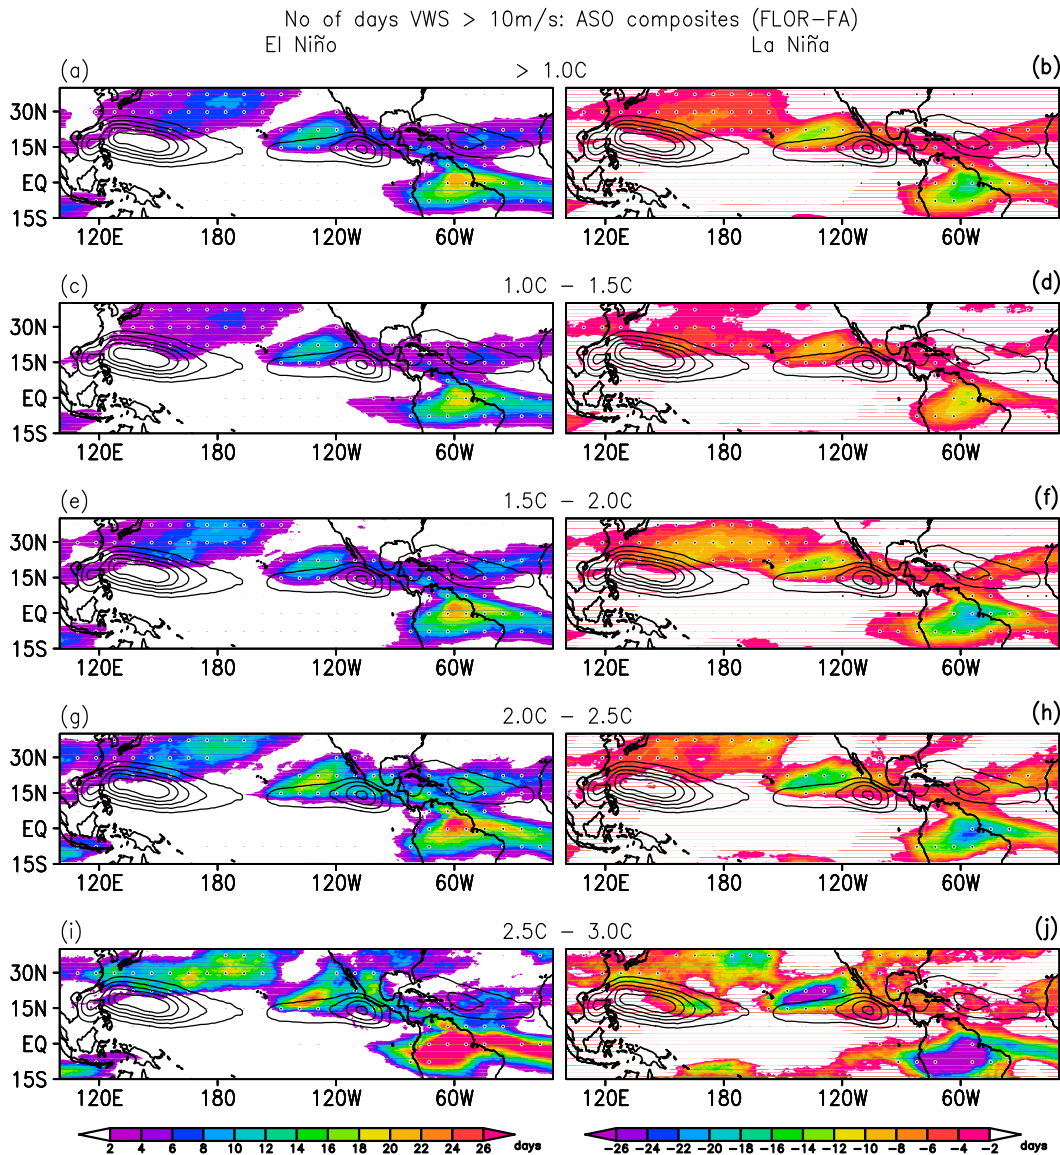 No of days VWS > 10m/s: ASO composites (FLOR-FA)
El Niño La Niña
(a) > 1.0C (b)
30N
15N
EQ
15S
120E 180 120W 60W 120E 180 120W 60W
(c) 1.0C - 1.5C (d)
30N
15N
EQ
15S
120E 180 120W 60W 120E 180 120W 60W
(e) 1.5C - 2.0C (f)
30N
15N
EQ
15S
120E 180 120W 60W 120E 180 120W 60W
(g) 2.0C - 2.5C (h)
30N
15N
EQ
15S
120E 180 120W 60W 120E 180 120W 60W
(i) 2.5C - 3.0C (j)
30N
15N
EQ
15S
120E 180 120W 60W 120E 180 120W 60W
2 4 6 8 10 12 14 16 18 20 22 24 26 days -26 -24 -22 -20 -18 -16 -14 -12 -10 -8 -6 -4 -2 days